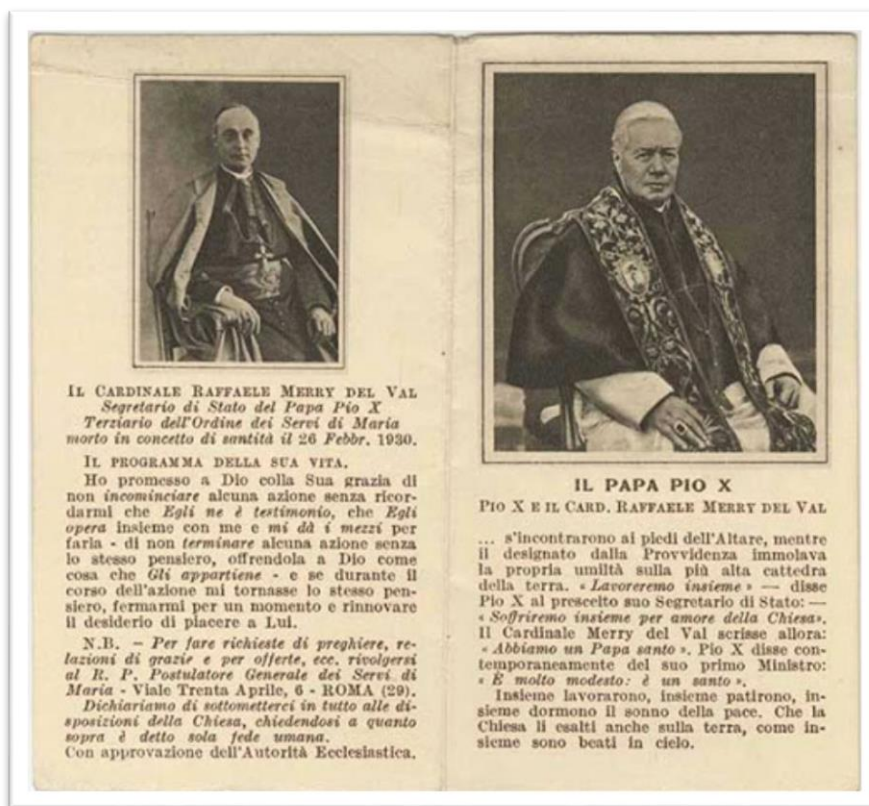 IL CARDINALE RAFFAELE MERRY DEL VAL
Segretario di Stato del Papa Pio X
Terziario dell'Ordine dei Servi di Maria
morto in concetto di santità il 26 Febbr. 1930.
IL PROGRAMMA DELLA SUA VITA.
Ho promesso a Dio colla Sua grazia di
non incominciare alcuna azione senza ricor-
darmi che Egli ne è testimonio, che Egli
opera insieme con me e mi dà i mezzi per
farla - di non terminare alcuna azione senza
lo stesso pensiero, offrendola a Dio come
cosa che Gli appartiene - e se durante il
corso dell'azione mi tornasse lo stesso pen-
siero, fermarmi per un momento e rinnovare
il desiderio di piacere a Lui.
N.B. - Per fare richieste di preghiere, re-
lazioni di grazie e per offerte, ecc. rivolgersi
al R. P. Postulatore Generale dei Servi di
Maria - Viale Trenta Aprile, 6 - ROMA (29).
Dichiariamo di sottometterci in tutto alle di-
sposizioni della Chiesa, chiedendosi a quanto
sopra è detto sola fede umana.
Con approvazione dell'Autorità Ecclesiastica.
IL PAPA PIO X
PIO X E IL CARD. RAFFAELE MERRY DEL VAL
... s'incontrarono ai piedi dell'Altare, mentre
il designato dalla Provvidenza immolava
la propria umiltà sulla più alta cattedra
della terra. « Lavoreremo insieme » — disse
Pio X al prescelto suo Segretario di Stato: —
« Soffriremo insieme per amore della Chiesa».
Il Cardinale Merry del Val scrisse allora:
« Abbiamo un Papa santo ». Pio X disse con-
temporaneamente del suo primo Ministro:
« È molto modesto: è un santo ».
Insieme lavorarono, insieme patirono, in-
sieme dormono il sonno della pace. Che la
Chiesa li esalti anche sulla terra, come in-
sieme sono beati in cielo.